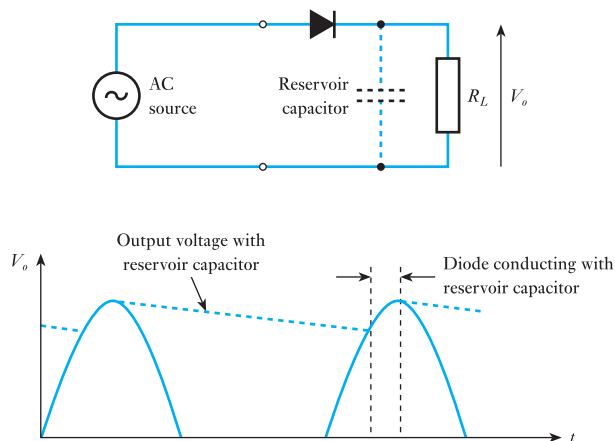 AC
source
Reservoir
capacitor
R_L
V_o
Output voltage with
reservoir capacitor
V_o
Diode conducting with
reservoir capacitor
t